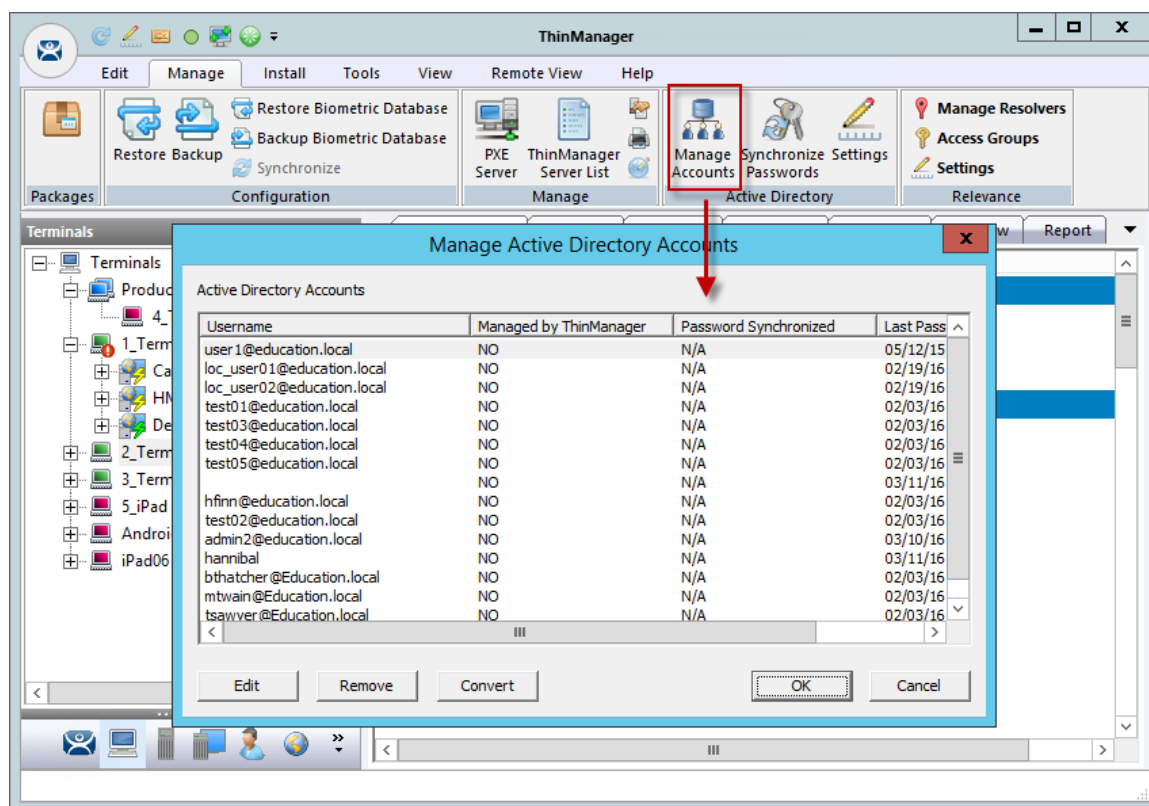 ThinManager
Edit Manage Install Tools View Remote View Help
Restore Biometric Database
Backup Biometric Database
Synchronize
Restore Backup
PXE Server
ThinManager Server List
Manage Accounts
Synchronize Passwords
Settings
Manage Resolvers
Access Groups
Settings
Packages Configuration Manage Active Directory Relevance
Terminals
w Report
Terminals
Produc
4_
1_Term
Ca
HM
De
2_Term
3_Term
5_iPad
Androi
iPad06
Manage Active Directory Accounts
Active Directory Accounts
Username Managed by ThinManager Password Synchronized Last Pass
user1@education.local NO N/A 05/12/15
loc_user01@education.local NO N/A 02/19/16
loc_user02@education.local NO N/A 02/19/16
test01@education.local NO N/A 02/03/16
test03@education.local NO N/A 02/03/16
test04@education.local NO N/A 02/03/16
test05@education.local NO N/A 02/03/16
NO N/A 03/11/16
hfinn@education.local NO N/A 02/03/16
test02@education.local NO N/A 02/03/16
admin2@education.local NO N/A 03/10/16
hannibal NO N/A 03/11/16
bthatcher@Education.local NO N/A 02/03/16
mtwain@Education.local NO N/A 02/03/16
tsawyer@Education.local NO N/A 02/03/16
Edit Remove Convert OK Cancel